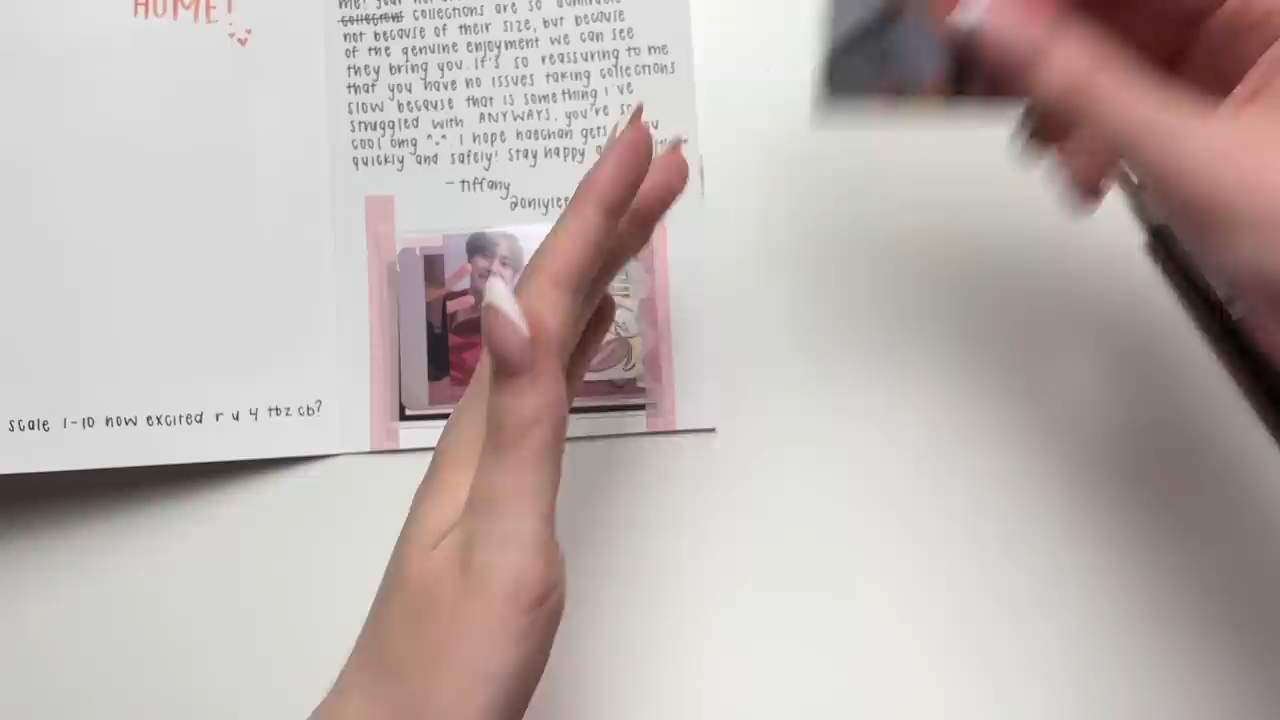 HOME!
scale 1-10 how excited r u 4 tbz cb?
collections collections are so
not because of their size, but because
of the genuine enjoyment we can see
they bring you. it's so reassuring to me
that you have no issues taking collections
slow because that is something i've
struggled with ANYWAYS, you're so
cool omg ^.^ i hope haechan gets
quickly and safely! stay happy
- tiffany